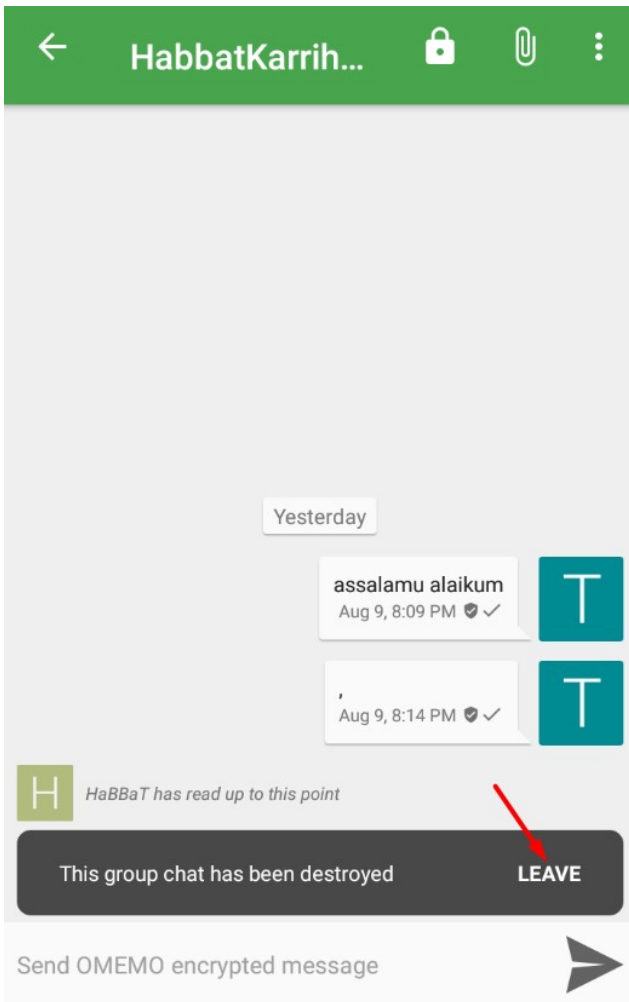 HabbatKarrih...
Yesterday
assalamu alaikum
Aug 9, 8:09 PM
T
,
Aug 9, 8:14 PM
T
H
HaBBaT has read up to this point
This group chat has been destroyed
LEAVE
Send OMEMO encrypted message